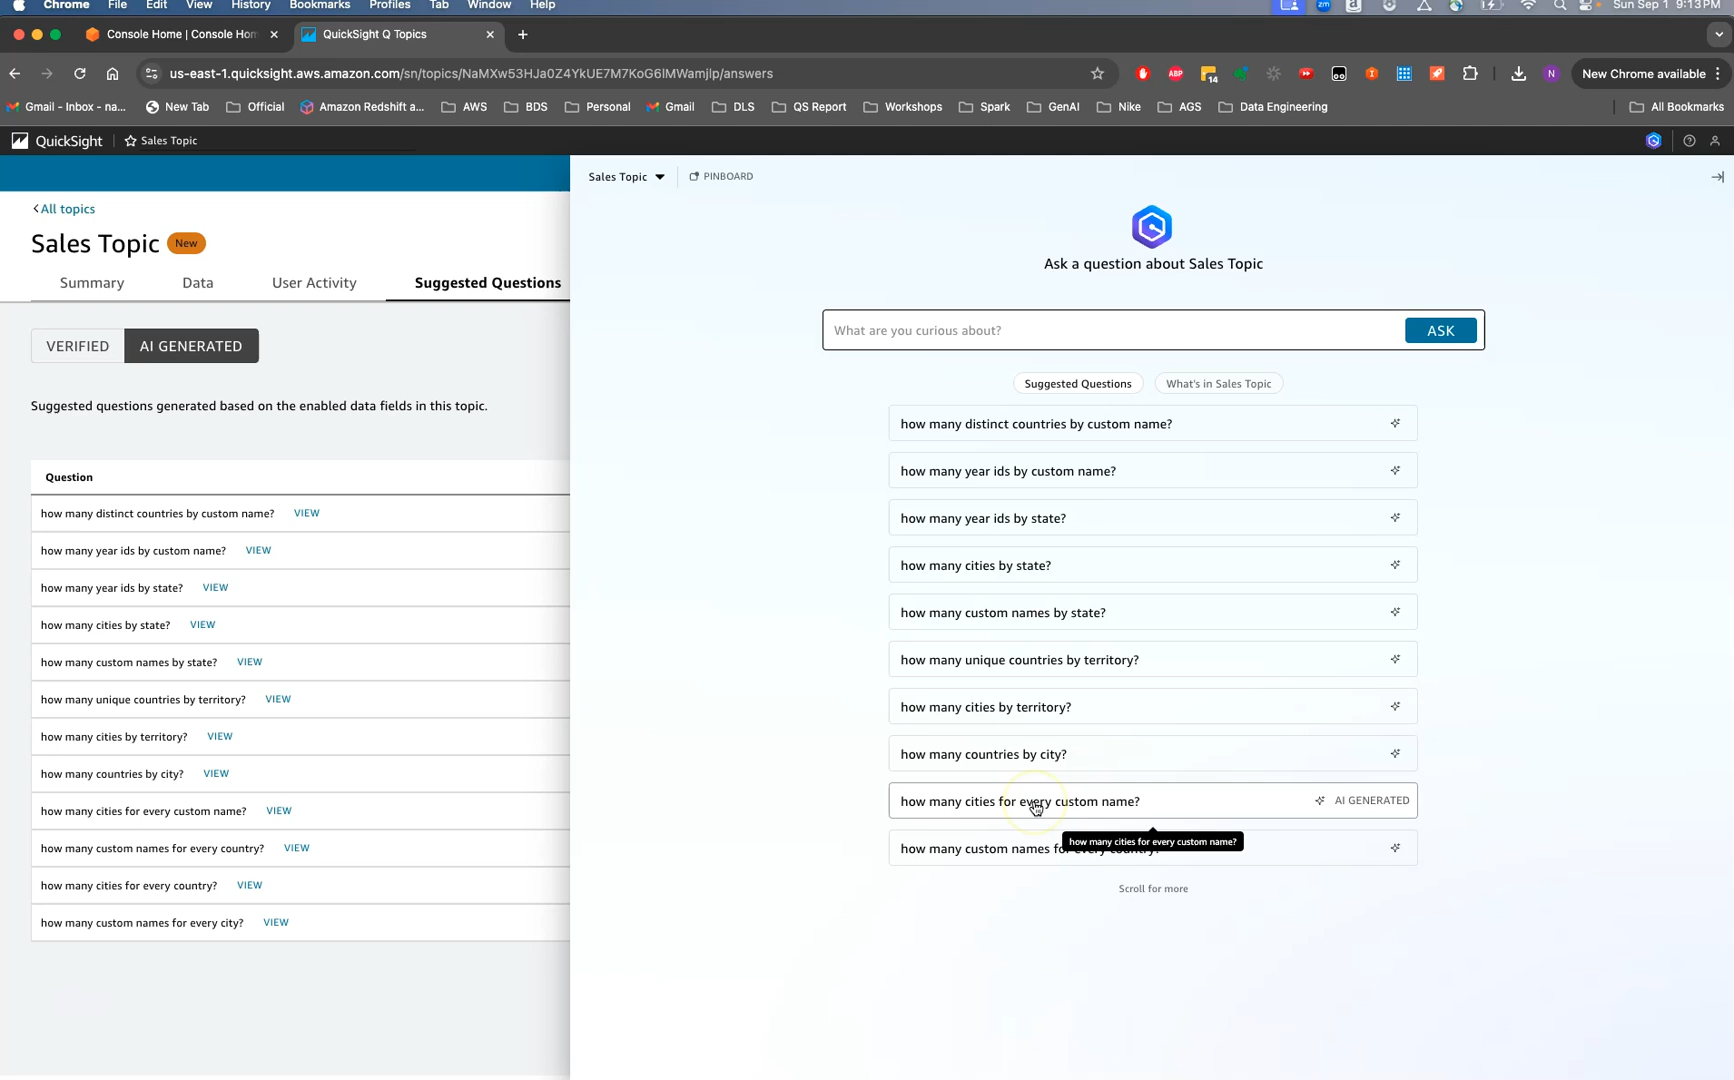 Chrome File Edit View History Bookmarks Profiles Tab Window Help Sun Sep 1 9:13 PM
Console Home | Console Hom QuickSight Q Topics
us-east-1.quicksight.aws.amazon.com/sn/topics/NaMXw53HJa0Z4YkUE7M7KoG6lMWamjlp/answers ABP 14 N New Chrome available
Gmail - Inbox - na... New Tab Official Amazon Redshift a... AWS BDS Personal Gmail DLS QS Report Workshops Spark GenAI Nike AGS Data Engineering All Bookmarks
QuickSight Sales Topic
Sales Topic PINBOARD
All topics
Sales Topic New
Summary Data User Activity Suggested Questions
VERIFIED AI GENERATED
Suggested questions generated based on the enabled data fields in this topic.
Question
how many distinct countries by custom name? VIEW
how many year ids by custom name? VIEW
how many year ids by state? VIEW
how many cities by state? VIEW
how many custom names by state? VIEW
how many unique countries by territory? VIEW
how many cities by territory? VIEW
how many countries by city? VIEW
how many cities for every custom name? VIEW
how many custom names for every country? VIEW
how many cities for every country? VIEW
how many custom names for every city? VIEW
Ask a question about Sales Topic
What are you curious about? ASK
Suggested Questions What's in Sales Topic
how many distinct countries by custom name?
how many year ids by custom name?
how many year ids by state?
how many cities by state?
how many custom names by state?
how many unique countries by territory?
how many cities by territory?
how many countries by city?
how many cities for every custom name? AI GENERATED
how many cities for every custom name?
how many custom names for every country?
Scroll for more